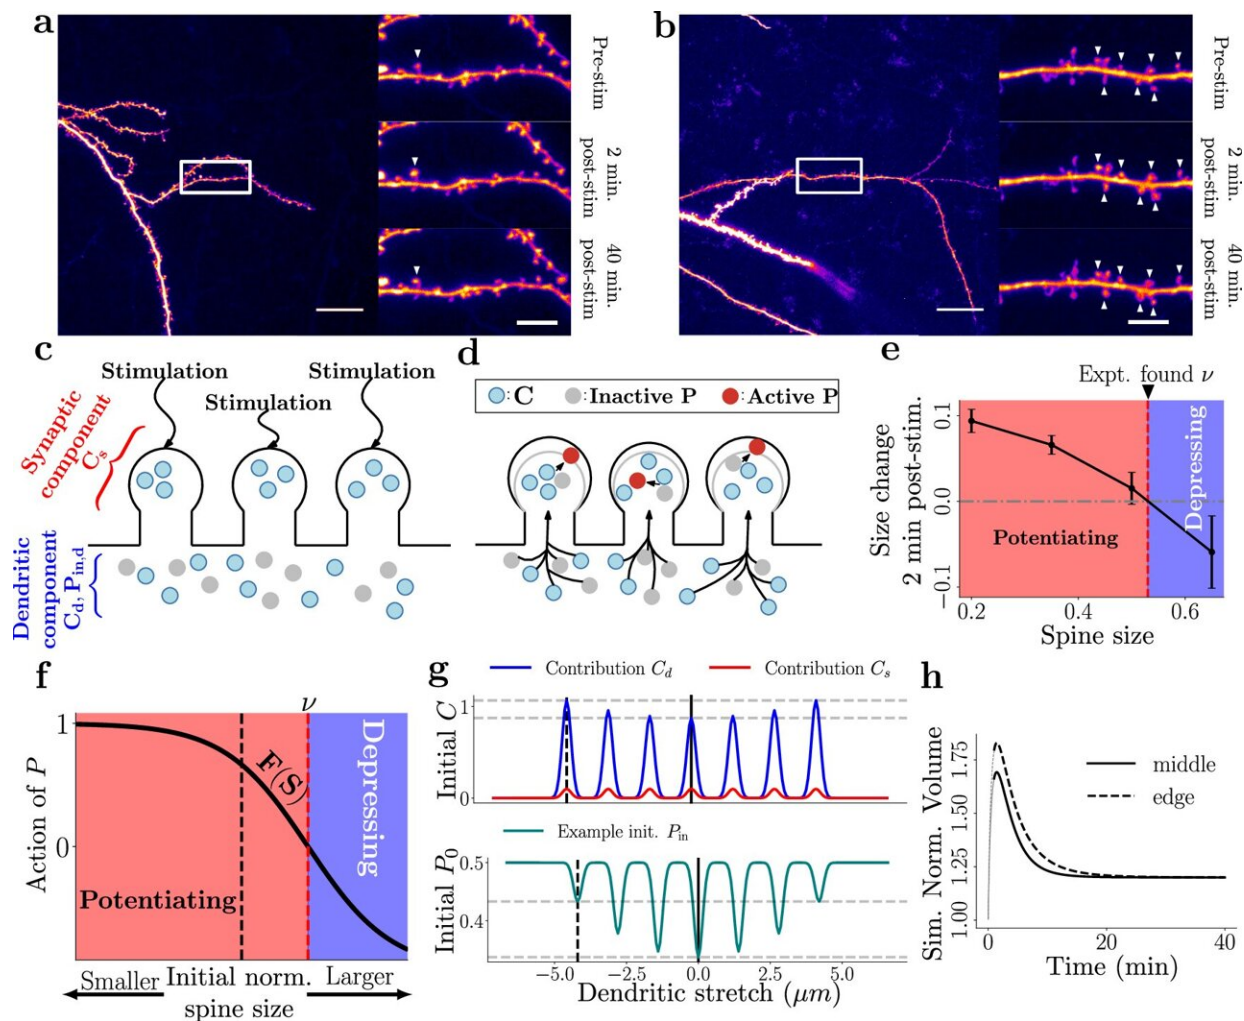 a
b
Pre-stim
2 min.
post-stim
40 min.
post-stim
Pre-stim
2 min.
post-stim
40 min.
post-stim
c
Stimulation
Stimulation
Stimulation
Synaptic
component
Cs
Dendritic
component
Cd, Pin,d
d
:C :Inactive P :Active P
e
Expt. found ν
Size change
2 min post-stim.
0.1
0.0
−0.1
Potentiating
Depressing
0.2 0.4 0.6
Spine size
f
ν
Action of P
1
0
F(S)
Potentiating
Depressing
Smaller Initial norm. Larger
spine size
g
Contribution Cd Contribution Cs
Initial C
1
0
Example init. Pin
Initial P0
0.5
0.4
−5.0 −2.5 0.0 2.5 5.0
Dendritic stretch (μm)
h
Sim. Norm. Volume
1.75
1.50
1.25
1.00
middle
edge
0 20 40
Time (min)